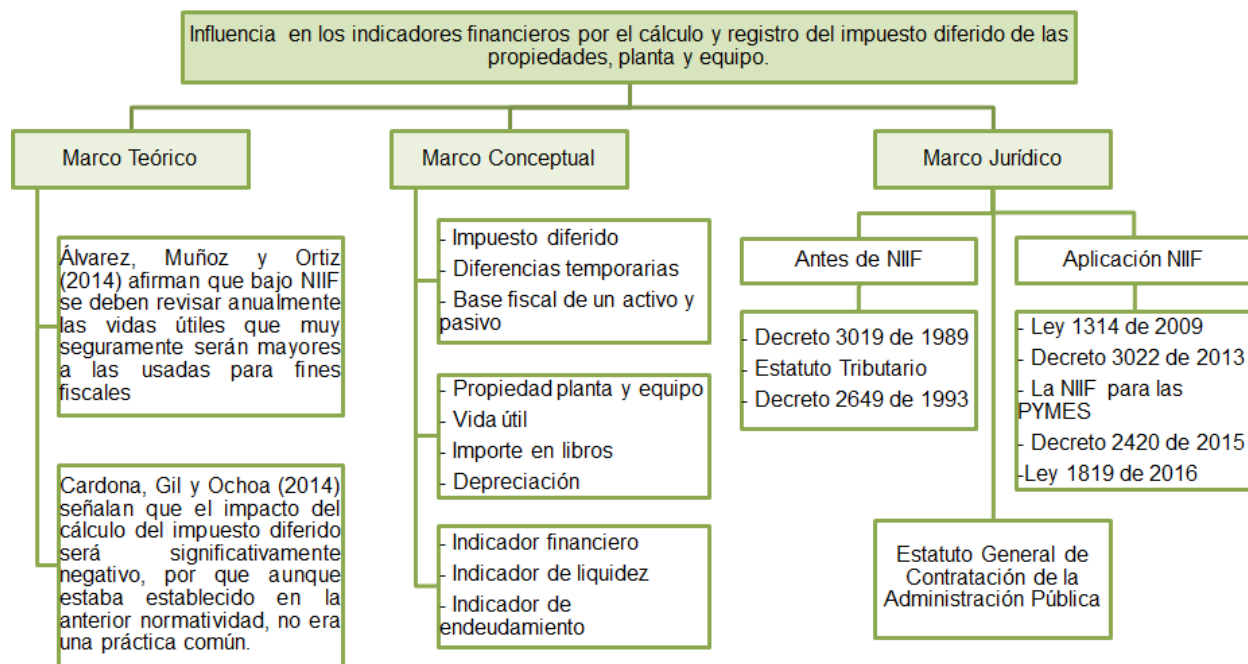 Influencia en los indicadores financieros por el cálculo y registro del impuesto diferido de las
propiedades, planta y equipo.
Marco Teórico
Álvarez, Muñoz y Ortiz
(2014) afirman que bajo NIIF
se deben revisar anualmente
las vidas útiles que muy
seguramente serán mayores
a las usadas para fines
fiscales
Cardona, Gil y Ochoa (2014)
señalan que el impacto del
cálculo del impuesto diferido
será significativamente
negativo, por que aunque
estaba establecido en la
anterior normatividad, no era
una práctica común.
Marco Conceptual
- Impuesto diferido
- Diferencias temporarias
- Base fiscal de un activo y
pasivo
- Propiedad planta y equipo
- Vida útil
- Importe en libros
- Depreciación
- Indicador financiero
- Indicador de liquidez
- Indicador de
endeudamiento
Marco Jurídico
Antes de NIIF
- Decreto 3019 de 1989
- Estatuto Tributario
- Decreto 2649 de 1993
Aplicación NIIF
- Ley 1314 de 2009
- Decreto 3022 de 2013
- La NIIF para las
PYMES
- Decreto 2420 de 2015
-Ley 1819 de 2016
Estatuto General de
Contratación de la
Administración Pública